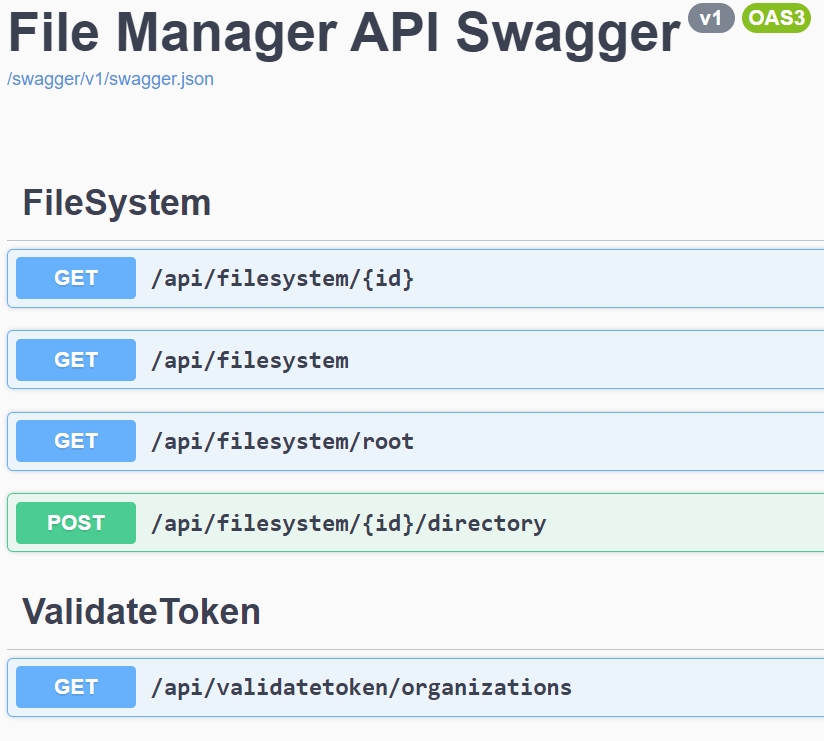 File Manager API Swagger v1 OAS3
/swagger/v1/swagger.json
FileSystem
GET /api/filesystem/{id}
GET /api/filesystem
GET /api/filesystem/root
POST /api/filesystem/{id}/directory
ValidateToken
GET /api/validatetoken/organizations